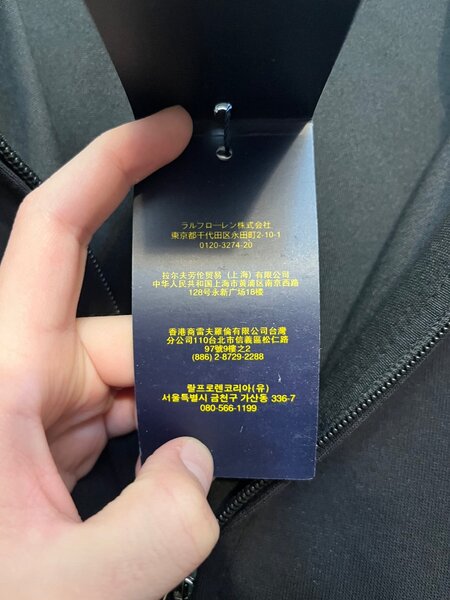 ラルフローレン株式会社
東京都千代田区永田町2-10-1
0120-3274-20
拉尔夫劳伦贸易（上海）有限公司
中华人民共和国上海市黄浦区南京西路
128号永新广场18楼
香港商雷夫羅倫有限公司台灣
分公司110台北市信義區松仁路
97號9樓之2
(886) 2-8729-2288
랄프로렌코리아(유)
서울특별시 금천구 가산동 336-7
080-566-1199